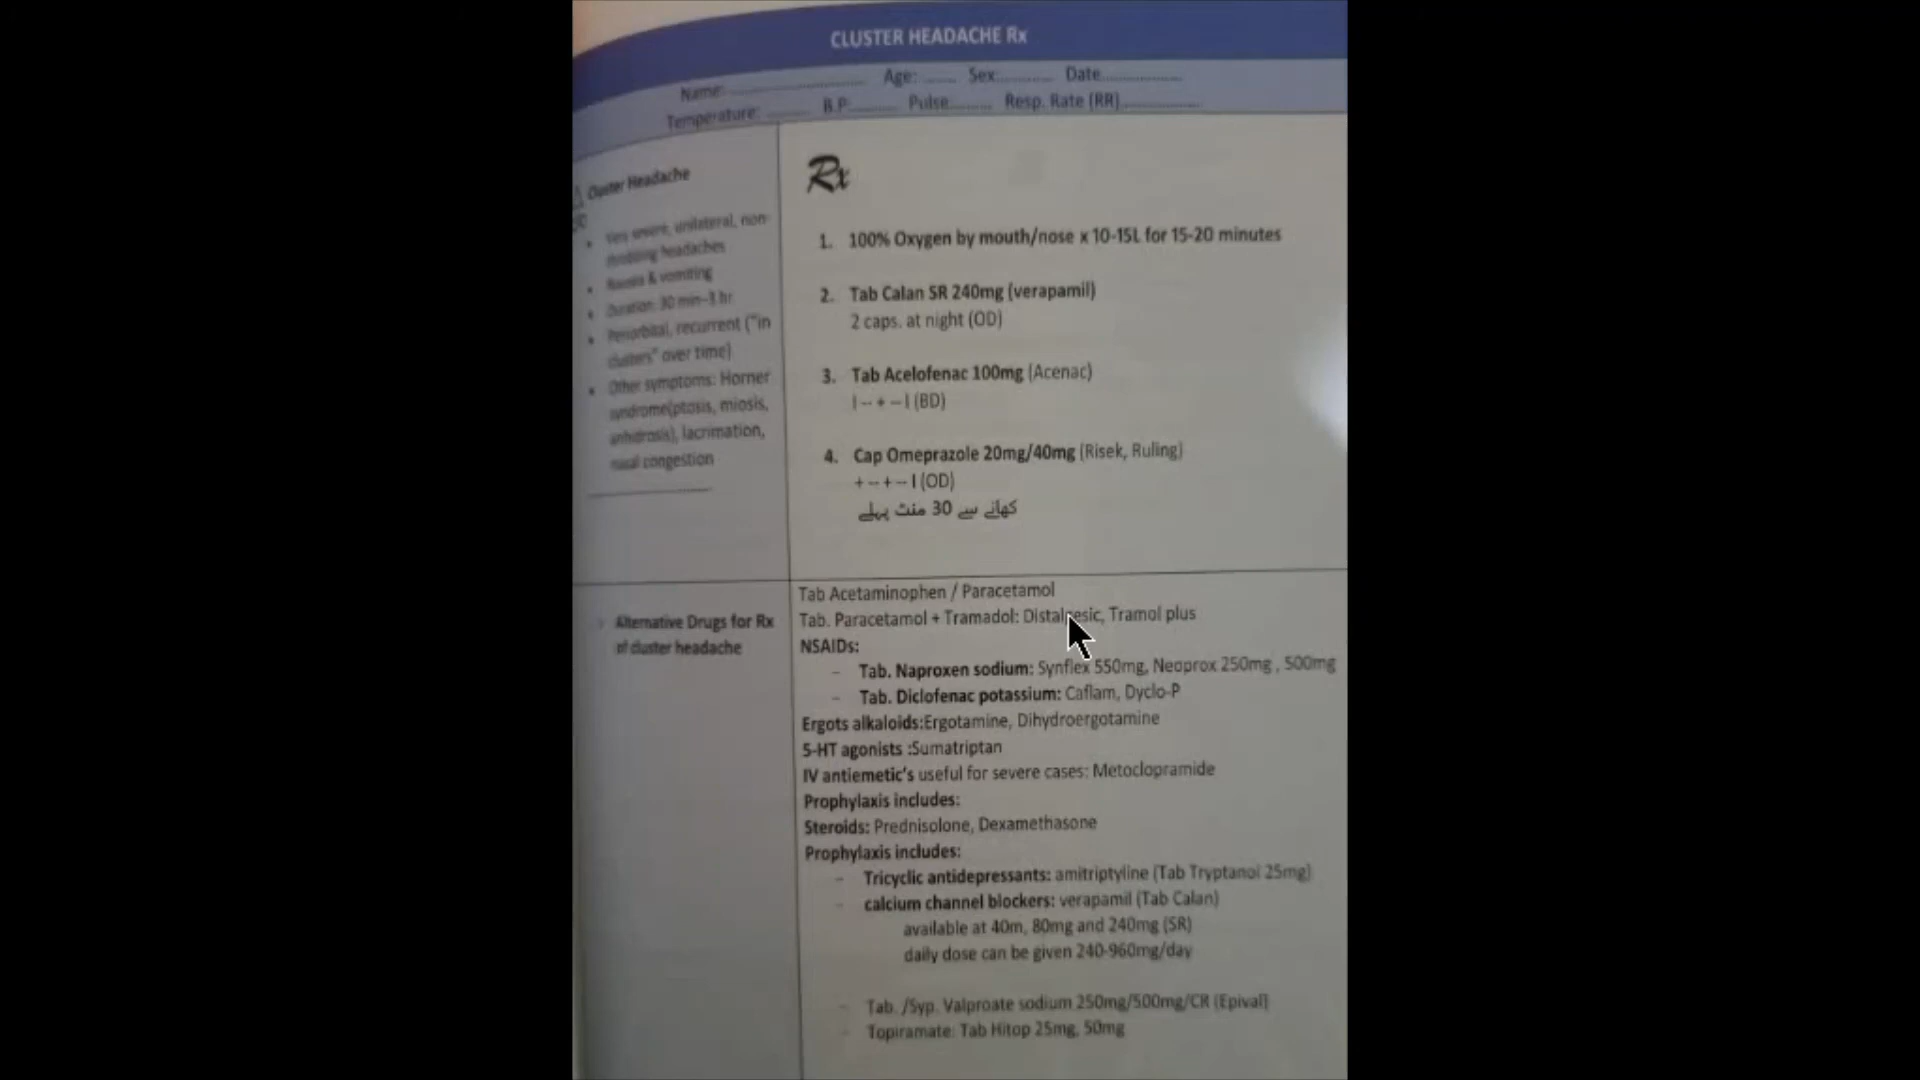 CLUSTER HEADACHE Rx
Name: ............ Age: ........ Sex............ Date..................
Temperature: ........ B.P.......... Pulse.......... Resp. Rate (RR)..................
Cluster Headache
Very severe, unilateral, non-
throbbing headaches
Nausea & vomiting
Duration: 30 min–3 hr
Periorbital, recurrent ("in
clusters" over time)
Other symptoms: Horner
syndrome(ptosis, miosis,
anhidrosis), lacrimation,
nasal congestion
Rx
1. 100% Oxygen by mouth/nose x 10-15L for 15-20 minutes
2. Tab Calan SR 240mg (verapamil)
2 caps. at night (OD)
3. Tab Acelofenac 100mg (Acenac)
I -- + -- I (BD)
4. Cap Omeprazole 20mg/40mg (Risek, Ruling)
+ -- + -- I (OD)
کھانے سے 30 منٹ پہلے
Alternative Drugs for Rx
of cluster headache
Tab Acetaminophen / Paracetamol
Tab. Paracetamol + Tramadol: Distalgesic, Tramol plus
NSAIDs:
– Tab. Naproxen sodium: Synflex 550mg, Neoprox 250mg , 500mg
– Tab. Diclofenac potassium: Caflam, Dyclo-P
Ergots alkaloids:Ergotamine, Dihydroergotamine
5-HT agonists :Sumatriptan
IV antiemetic's useful for severe cases: Metoclopramide
Prophylaxis includes:
Steroids: Prednisolone, Dexamethasone
Prophylaxis includes:
– Tricyclic antidepressants: amitriptyline (Tab Tryptanol 25mg)
– calcium channel blockers: verapamil (Tab Calan)
available at 40m, 80mg and 240mg (SR)
daily dose can be given 240-960mg/day
– Tab. /Syp. Valproate sodium 250mg/500mg/CR (Epival)
– Topiramate: Tab Hitop 25mg, 50mg